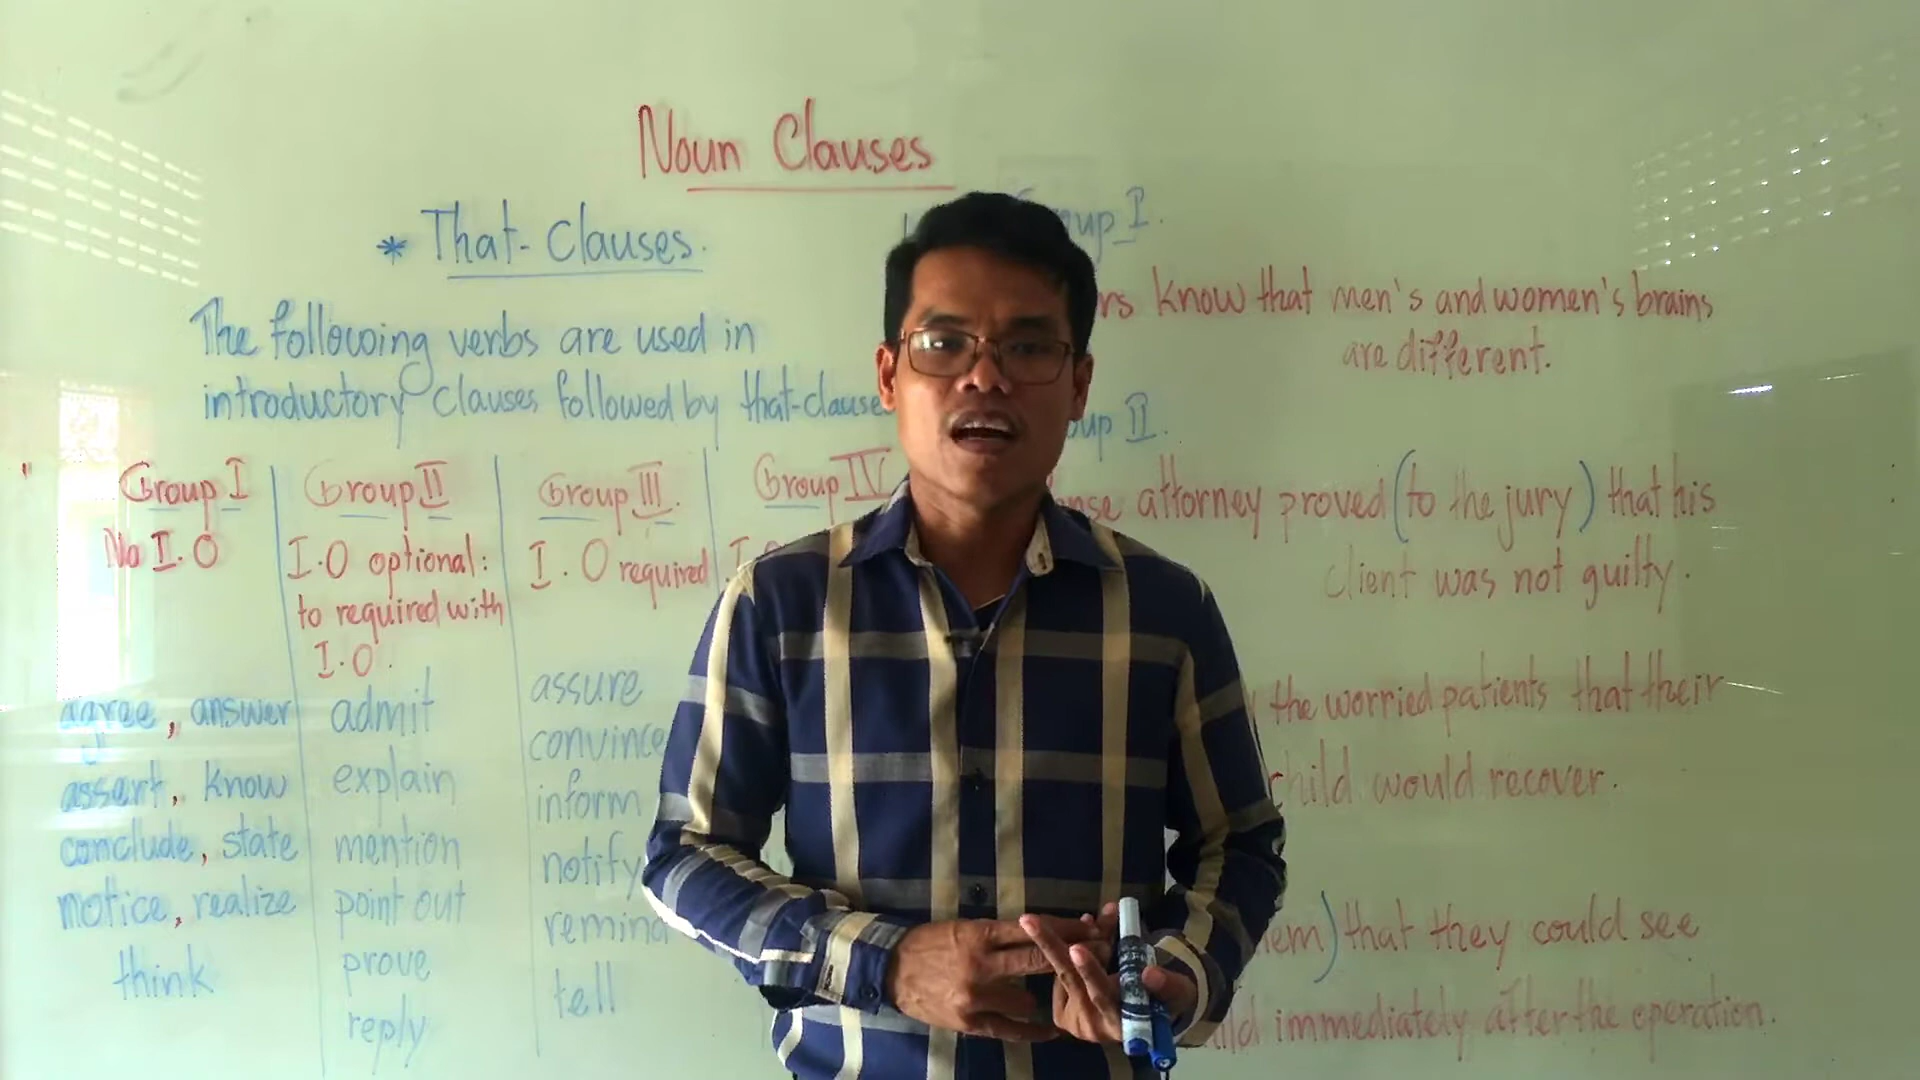 Noun Clauses
* That-Clauses.
The following verbs are used in
introductory clauses followed by that-clause
Group I
No I.O
agree, answer
assert, know
conclude, state
notice, realize
think
Group II
I.O optional:
to required with
I.O.
admit
explain
mention
point out
prove
reply
Group III.
I.O required
assure
convince
inform
notify
remind
tell
Group IV
Group I.
know that men's and women's brains
are different.
Group II.
attorney proved (to the jury) that his
client was not guilty.
the worried patients that their
child would recover.
that they could see
immediately after the operation.